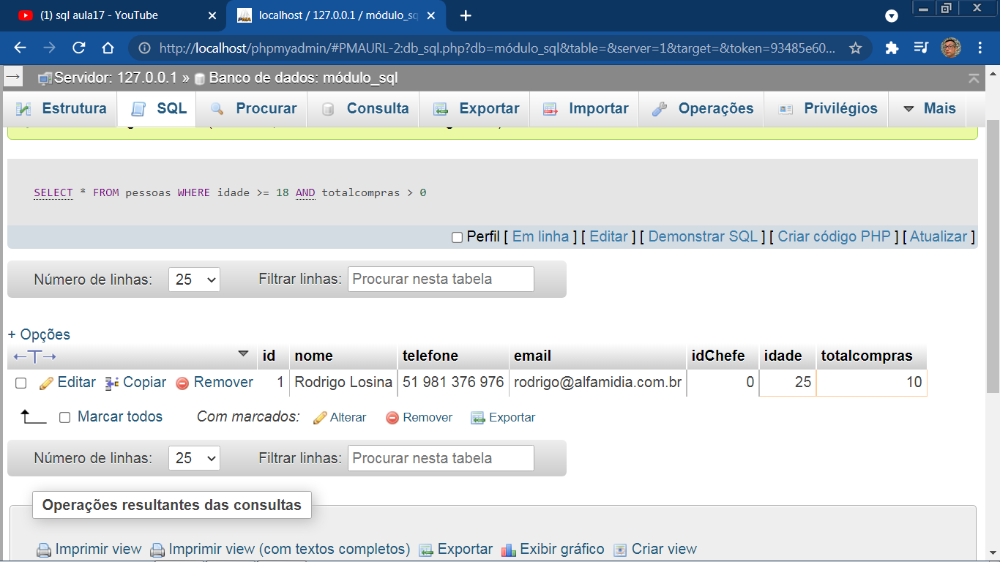 (1) sql aula17 - YouTube
localhost / 127.0.0.1 / módulo_sq
http://localhost/phpmyadmin/#PMAURL-2:db_sql.php?db=módulo_sql&table=&server=1&target=&token=93485e60...
Servidor: 127.0.0.1 » Banco de dados: módulo_sql
Estrutura SQL Procurar Consulta Exportar Importar Operações Privilégios Mais
SELECT * FROM pessoas WHERE idade >= 18 AND totalcompras > 0
Perfil [ Em linha ] [ Editar ] [ Demonstrar SQL ] [ Criar código PHP ] [ Atualizar ]
Número de linhas: 25 Filtrar linhas: Procurar nesta tabela
+ Opções
←T→ id nome telefone email idChefe idade totalcompras
Editar Copiar Remover 1 Rodrigo Losina 51 981 376 976 rodrigo@alfamidia.com.br 0 25 10
Marcar todos Com marcados: Alterar Remover Exportar
Número de linhas: 25 Filtrar linhas: Procurar nesta tabela
Operações resultantes das consultas
Imprimir view Imprimir view (com textos completos) Exportar Exibir gráfico Criar view